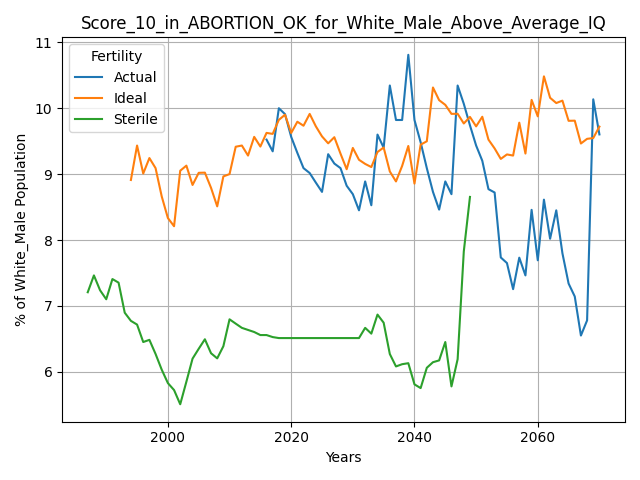 Score_10_in_ABORTION_OK_for_White_Male_Above_Average_IQ
11
10
9
8
7
6
% of White_Male Population
Fertility
Actual
Ideal
Sterile
2000
2020
2040
2060
Years